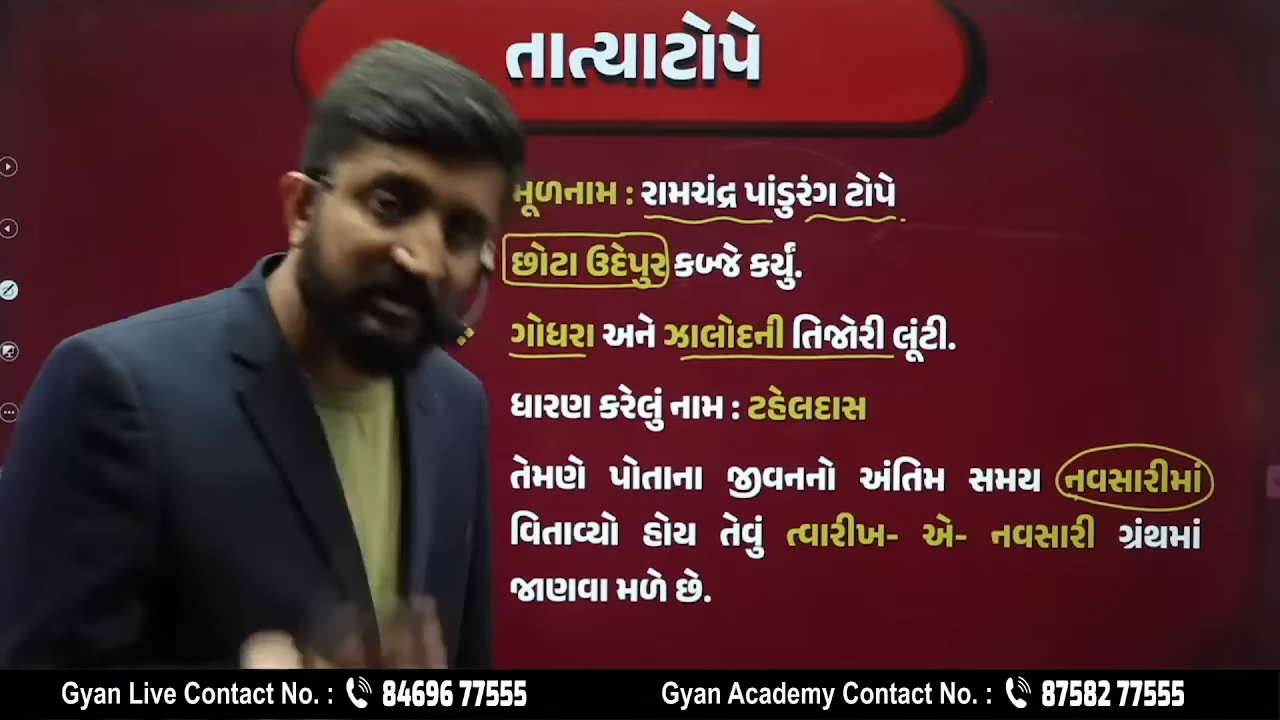 તાત્યાટોપે
મૂળનામ : રામચંદ્ર પાંડુરંગ ટોપે
છોટા ઉદેપુર કબ્જે કર્યું.
ગોધરા અને ઝાલોદની તિજોરી લૂંટી.
ધારણ કરેલું નામ : ટહેલદાસ
તેમણે પોતાના જીવનનો અંતિમ સમય નવસારીમાં
વિતાવ્યો હોય તેવું ત્વારીખ- એ- નવસારી ગ્રંથમાં
જાણવા મળે છે.
Gyan Live Contact No. : 84696 77555
Gyan Academy Contact No. : 87582 77555